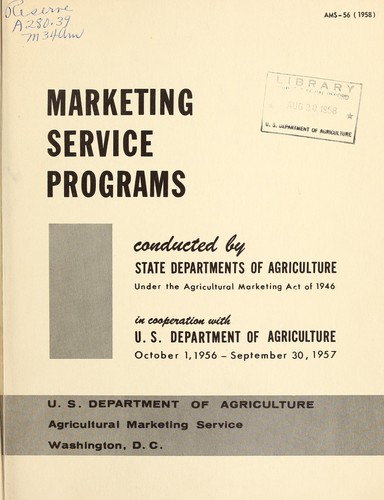 Reserve
A280.39
M34Um
AMS-56 (1958)
LIBRARY
AUG 20 1958
U. S. DEPARTMENT OF AGRICULTURE
MARKETING
SERVICE
PROGRAMS
conducted by
STATE DEPARTMENTS OF AGRICULTURE
Under the Agricultural Marketing Act of 1946
in cooperation with
U. S. DEPARTMENT OF AGRICULTURE
October 1, 1956 – September 30, 1957
U. S. DEPARTMENT OF AGRICULTURE
Agricultural Marketing Service
Washington, D. C.